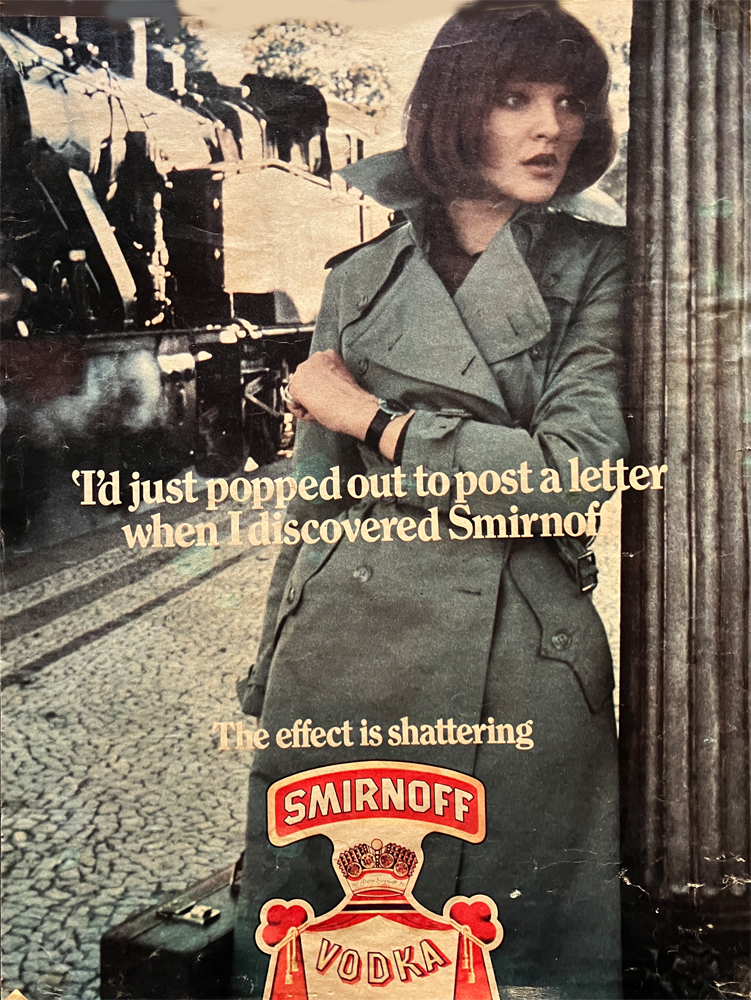 ‘I’d just popped out to post a letter
when I discovered Smirnoff
The effect is shattering
SMIRNOFF
VODKA